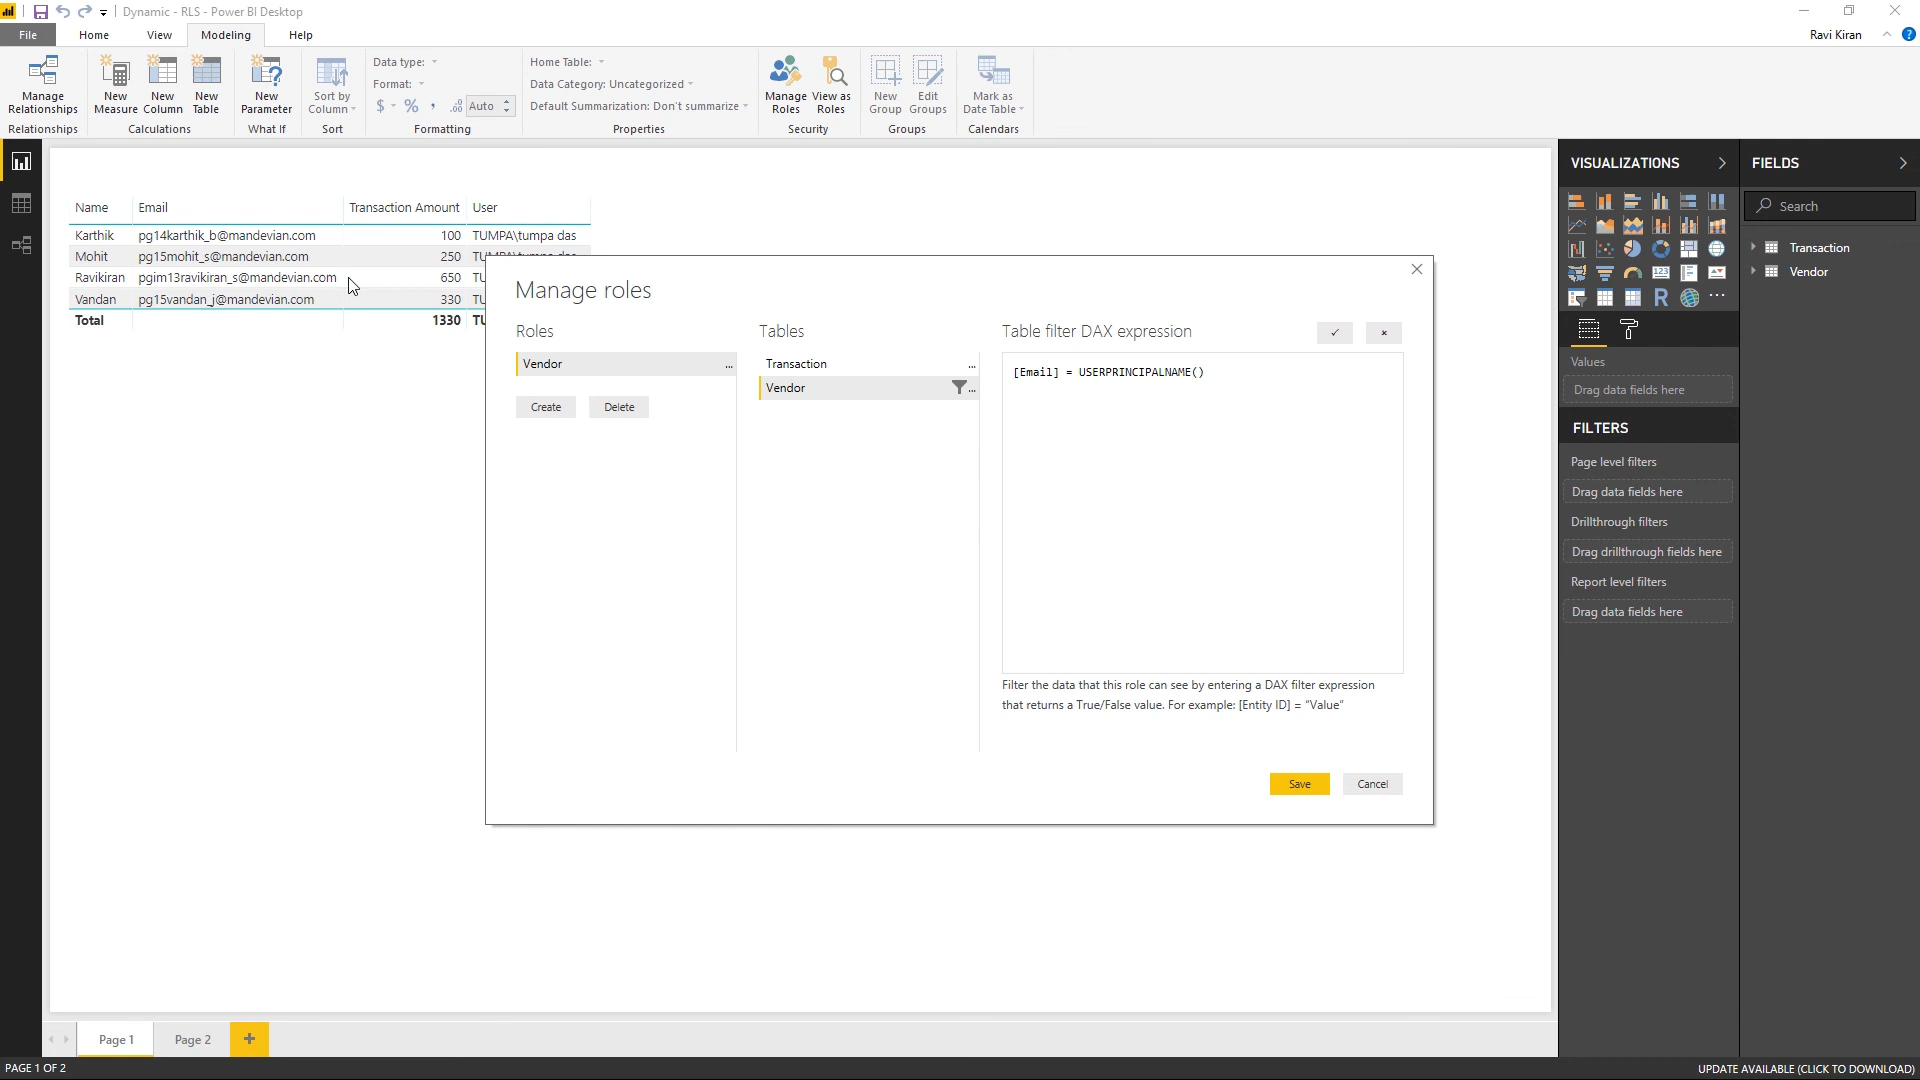 Dynamic - RLS - Power BI Desktop
File Home View Modeling Help
Ravi Kiran
Manage Relationships
New Measure
New Column
New Table
New Parameter
Sort by Column
Data type:
Format:
$ % , Auto
Home Table:
Data Category: Uncategorized
Default Summarization: Don't summarize
Manage Roles
View as Roles
New Group
Edit Groups
Mark as Date Table
Relationships Calculations What If Sort Formatting Properties Security Groups Calendars
Name Email Transaction Amount User
Karthik pg14karthik_b@mandevian.com 100 TUMPA\tumpa das
Mohit pg15mohit_s@mandevian.com 250 TUMPA\tumpa das
Ravikiran pgim13ravikiran_s@mandevian.com 650 TU
Vandan pg15vandan_j@mandevian.com 330 TU
Total 1330 TU
Manage roles
Roles
Vendor ...
Create Delete
Tables
Transaction ...
Vendor ...
Table filter DAX expression
[Email] = USERPRINCIPALNAME()
Filter the data that this role can see by entering a DAX filter expression
that returns a True/False value. For example: [Entity ID] = "Value"
Save Cancel
VISUALIZATIONS
Values
Drag data fields here
FILTERS
Page level filters
Drag data fields here
Drillthrough filters
Drag drillthrough fields here
Report level filters
Drag data fields here
FIELDS
Search
Transaction
Vendor
Page 1 Page 2 +
PAGE 1 OF 2
UPDATE AVAILABLE (CLICK TO DOWNLOAD)